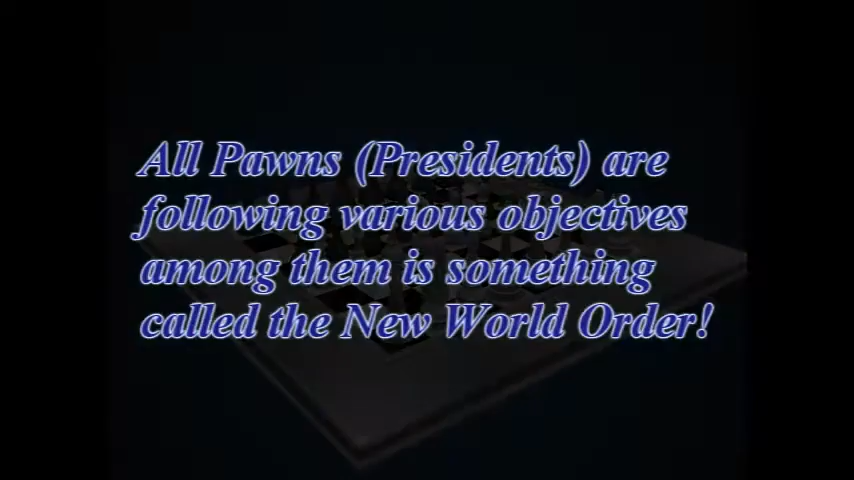 All Pawns (Presidents) are
following various objectives
among them is something
called the New World Order!